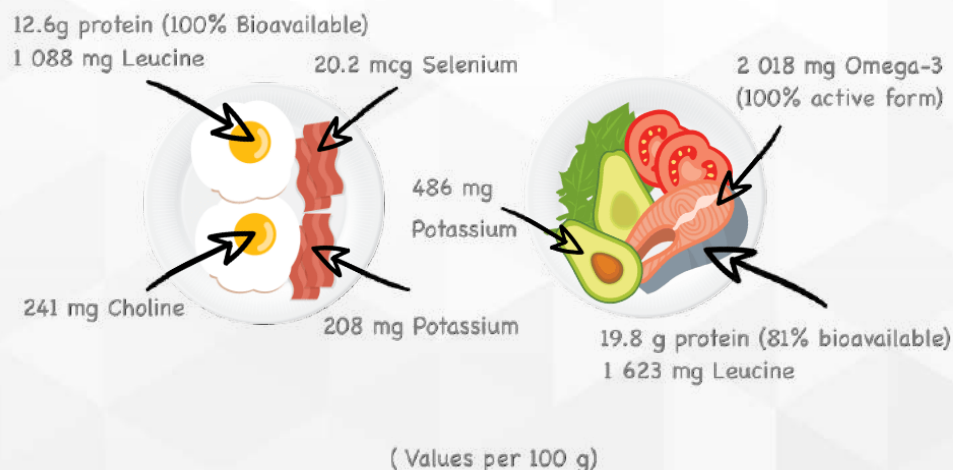 12.6g protein (100% Bioavailable)
1 088 mg Leucine
20.2 mcg Selenium
2 018 mg Omega-3
(100% active form)
486 mg
Potassium
241 mg Choline
208 mg Potassium
19.8 g protein (81% bioavailable)
1 623 mg Leucine
( Values per 100 g)